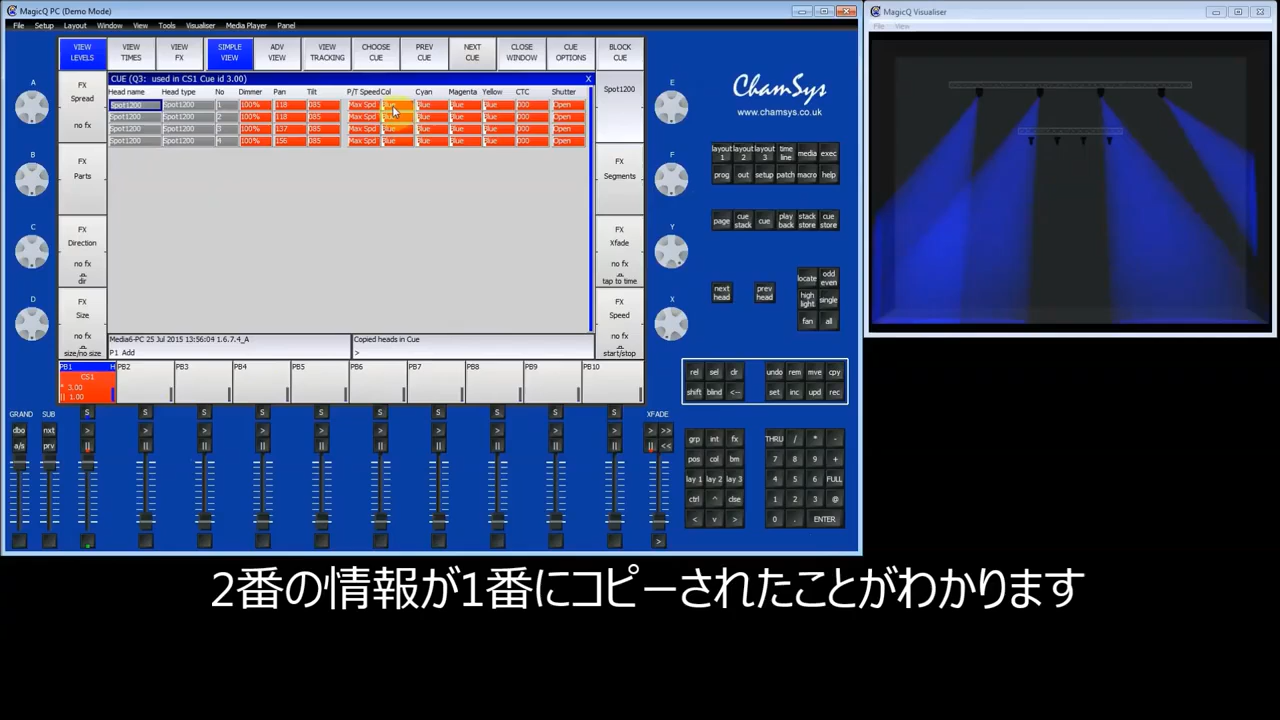 MagicQ PC (Demo Mode)
File Setup Layout Window View Tools Visualiser Media Player Panel
VIEW LEVELS
VIEW TIMES
VIEW FX
SIMPLE VIEW
ADV VIEW
VIEW TRACKING
CHOOSE CUE
PREV CUE
NEXT CUE
CLOSE WINDOW
CUE OPTIONS
BLOCK CUE
CUE (Q3: used in CS1 Cue id 3.00) X
Head name Head type No Dimmer Pan Tilt P/T Speed Col Cyan Magenta Yellow CTC Shutter
Spot1200 Spot1200 1 100% 118 085 Max Spd Blue Blue Blue Blue 000 Open
Spot1200 Spot1200 2 100% 118 085 Max Spd Blue Blue Blue Blue 000 Open
Spot1200 Spot1200 3 100% 137 085 Max Spd Blue Blue Blue Blue 000 Open
Spot1200 Spot1200 4 100% 156 085 Max Spd Blue Blue Blue Blue 000 Open
A
FX
Spread
no fx
B
FX
Parts
C
FX
Direction
no fx
dir
D
FX
Size
no fx
size/no size
Spot1200
E
FX
Segments
F
FX
Xfade
no fx
tap to time
Y
FX
Speed
no fx
start/stop
X
Media6-PC 25 Jul 2015 13:56:04 1.6.7.4_A
P1 Add
Copied heads in Cue
>
PB1 H PB2 PB3 PB4 PB5 PB6 PB7 PB8 PB9 PB10
CS1
* 3.00
|| 1.00
GRAND SUB XFADE
dbo nxt
a/s prv
S S S S S S S S S S
> > > > > > > > > > > >>
|| || || || || || || || || || || <<
>
ChamSys
www.chamsys.co.uk
layout 1 layout 2 layout 3 time line media exec
prog out setup patch macro help
page cue stack cue play back stack store cue store
next head prev head
locate odd even
high light single
fan all
rel sel clr undo rem mve cpy
shift blind <-- set inc upd rec
grp int fx THRU / * -
pos col bm 7 8 9 +
lay 1 lay 2 lay 3 4 5 6 FULL
ctrl ^ clse 1 2 3 @
< v > 0 . ENTER
MagicQ Visualiser
File View
2番の情報が1番にコピーされたことがわかります